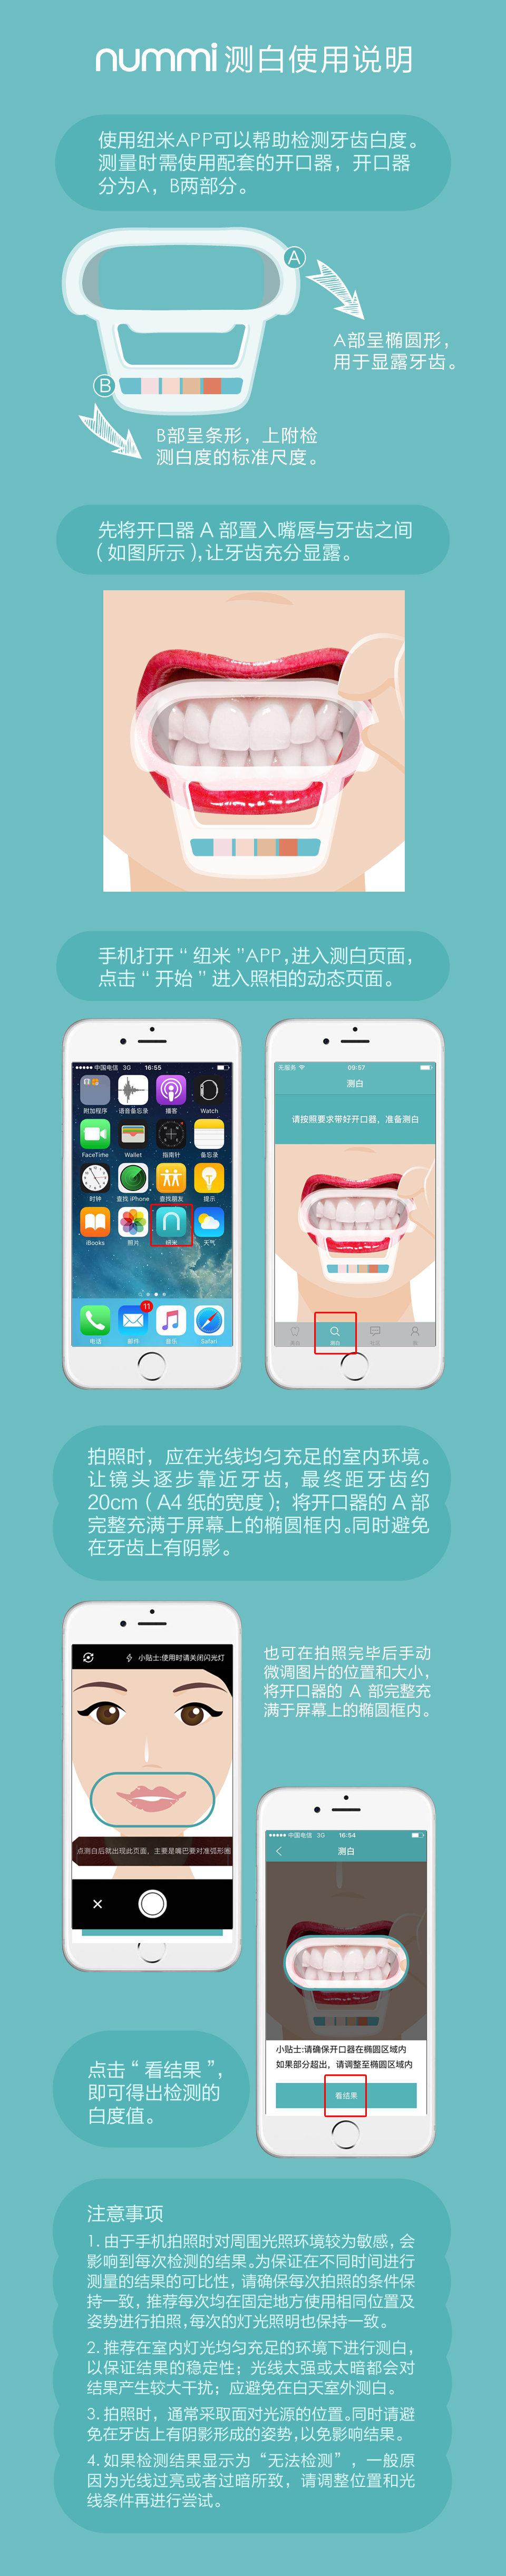 nummi 测白使用说明
使用纽米APP可以帮助检测牙齿白度。
测量时需使用配套的开口器，开口器
分为A，B两部分。
A
A部呈椭圆形，
用于显露牙齿。
B
B部呈条形，上附检
测白度的标准尺度。
先将开口器 A 部置入嘴唇与牙齿之间
（如图所示），让牙齿充分显露。
手机打开“ 纽米 ”APP，进入测白页面，
点击“ 开始 ”进入照相的动态页面。
中国电信 3G 16:55
附加程序 语音备忘录 播客 Watch
FaceTime Wallet 指南针 备忘录
时钟 查找 iPhone 查找朋友 提示
iBooks 照片 纽米 天气
11
电话 邮件 音乐 Safari
无服务 09:57
测白
请按照要求带好开口器，准备测白
测白
拍照时，应在光线均匀充足的室内环境。
让镜头逐步靠近牙齿，最终距牙齿约
20cm（A4 纸的宽度）；将开口器的 A 部
完整充满于屏幕上的椭圆框内。同时避免
在牙齿上有阴影。
小贴士:使用时请关闭闪光灯
点测白后就出现此页面，主要是嘴巴要对准弧形圈
也可在拍照完毕后手动
微调图片的位置和大小，
将开口器的 A 部完整充
满于屏幕上的椭圆框内。
中国电信 3G 16:54
测白
小贴士:请确保开口器在椭圆区域内
如果部分超出，请调整至椭圆区域内
看结果
点击“ 看结果 ”，
即可得出检测的
白度值。
注意事项
1. 由于手机拍照时对周围光照环境较为敏感，会
影响到每次检测的结果。为保证在不同时间进行
测量的结果的可比性，请确保每次拍照的条件保
持一致，推荐每次均在固定地方使用相同位置及
姿势进行拍照，每次的灯光照明也保持一致。
2. 推荐在室内灯光均匀充足的环境下进行测白，
以保证结果的稳定性；光线太强或太暗都会对
结果产生较大干扰；应避免在白天室外测白。
3. 拍照时，通常采取面对光源的位置。同时请避
免在牙齿上有阴影形成的姿势，以免影响结果。
4. 如果检测结果显示为“无法检测”，一般原
因为光线过亮或者过暗所致，请调整位置和光
线条件再进行尝试。